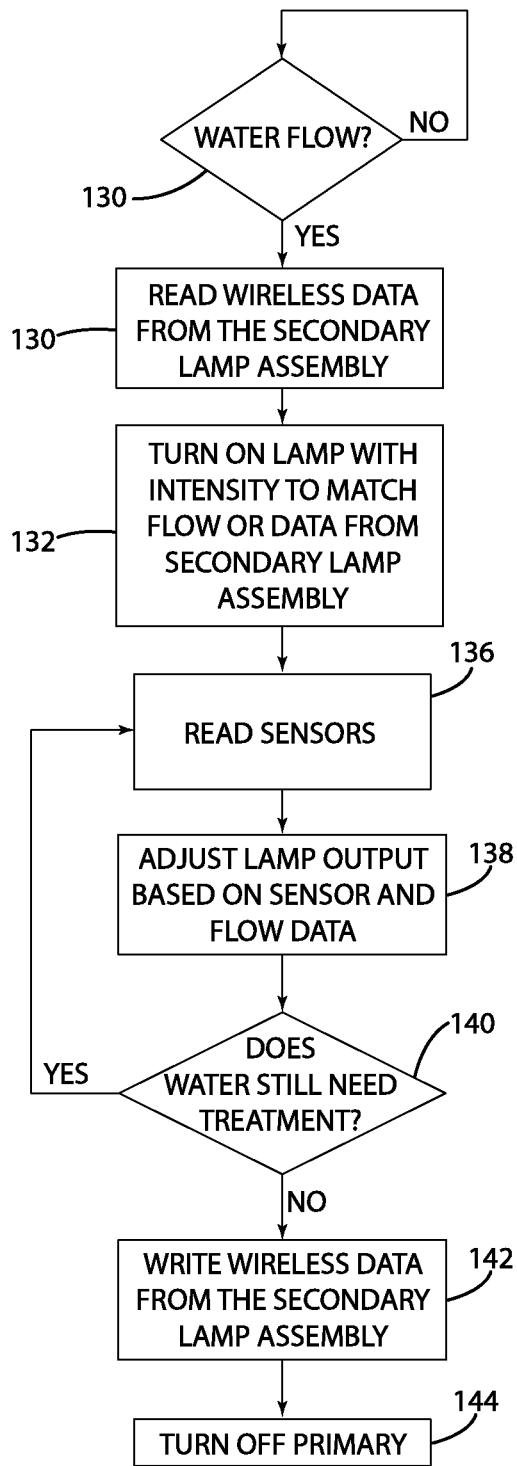 WATER FLOW?
NO
130
YES
READ WIRELESS DATA
FROM THE SECONDARY
LAMP ASSEMBLY
130
TURN ON LAMP WITH
INTENSITY TO MATCH
FLOW OR DATA FROM
SECONDARY LAMP
ASSEMBLY
132
136
READ SENSORS
ADJUST LAMP OUTPUT
BASED ON SENSOR AND
FLOW DATA
138
DOES
WATER STILL NEED
TREATMENT?
140
YES
NO
WRITE WIRELESS DATA
FROM THE SECONDARY
LAMP ASSEMBLY
142
144
TURN OFF PRIMARY